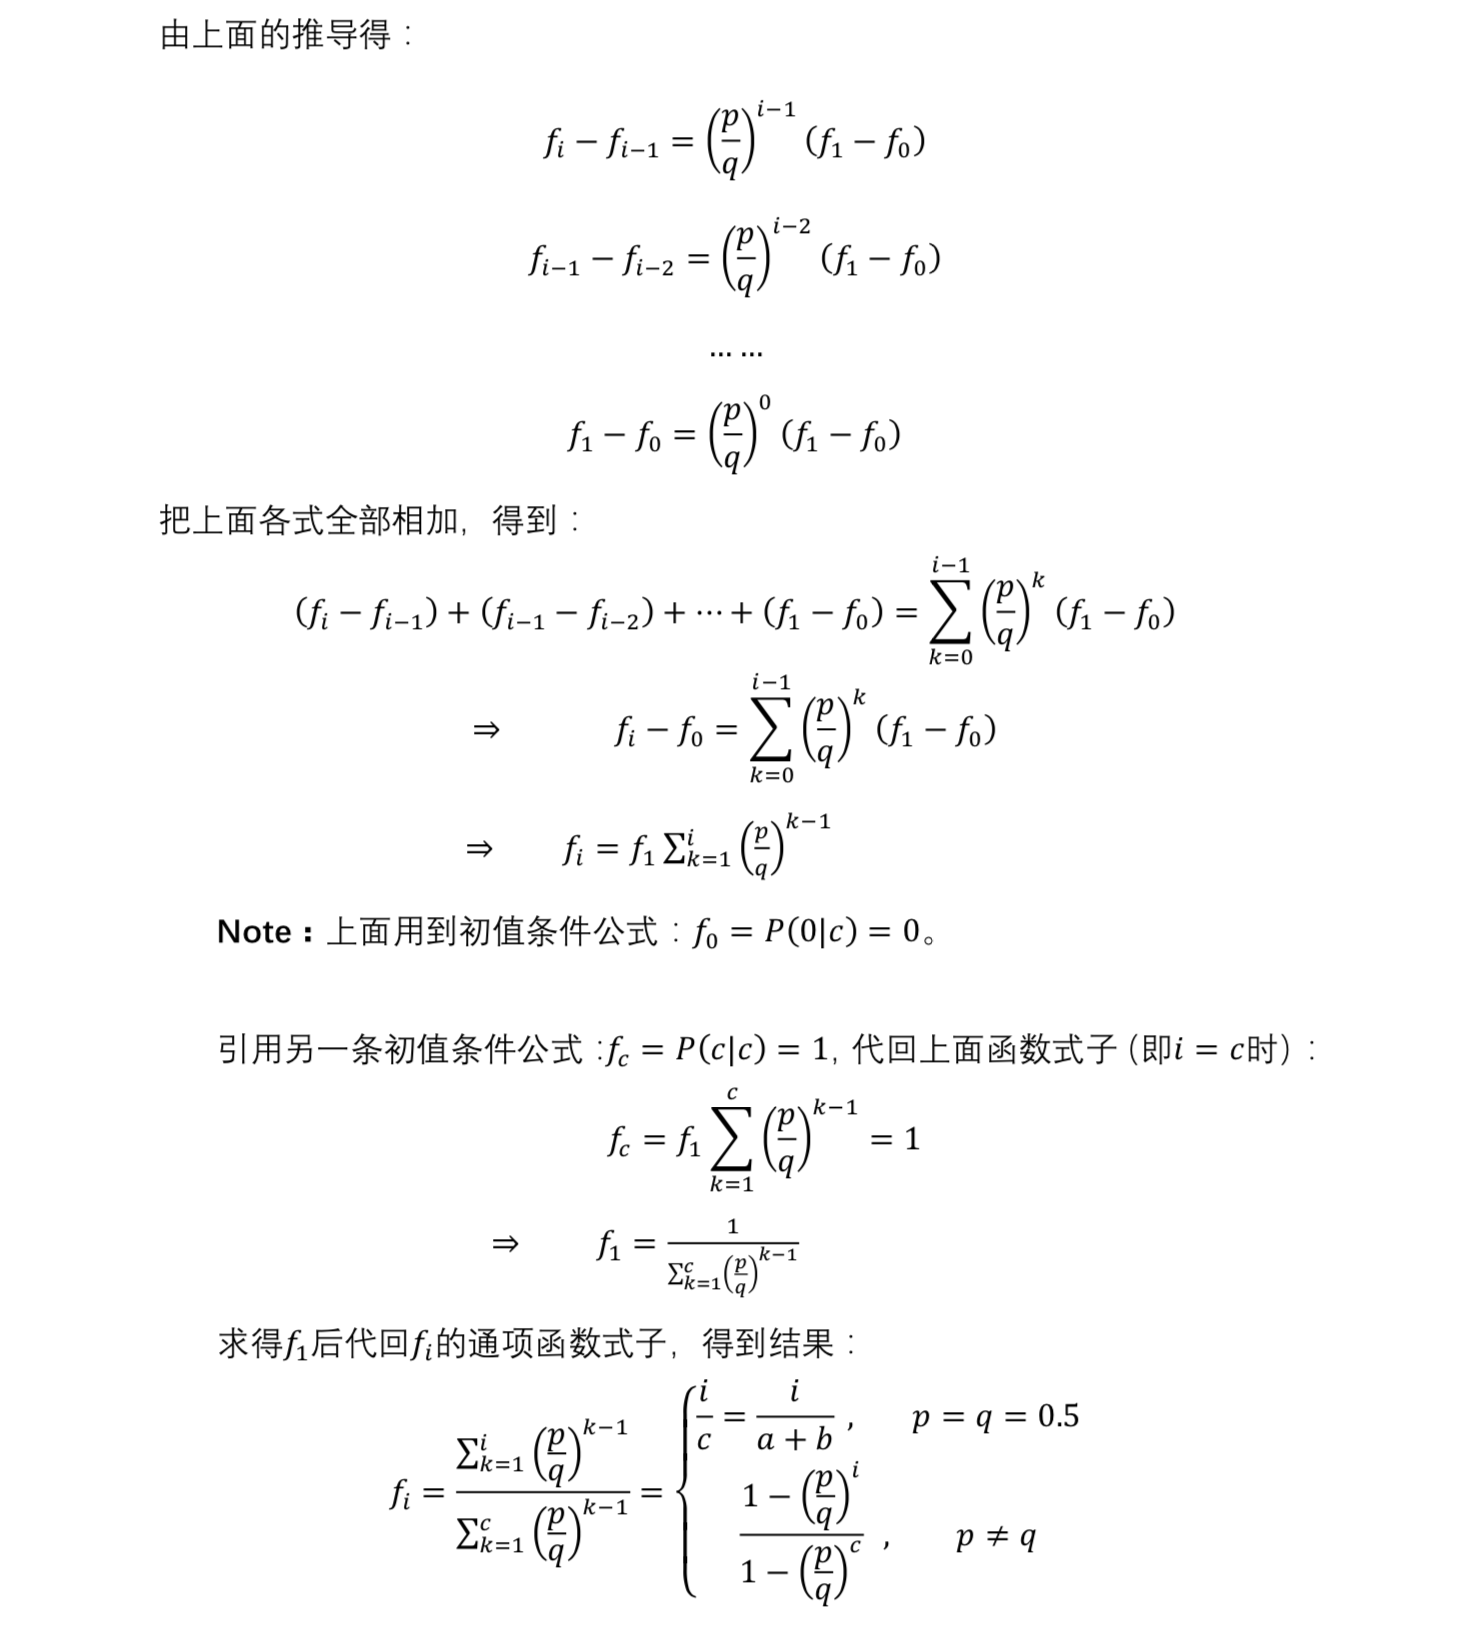 由上面的推导得：
$f_i - f_{i-1} = \left(\frac{p}{q}\right)^{i-1} (f_1 - f_0)$
$f_{i-1} - f_{i-2} = \left(\frac{p}{q}\right)^{i-2} (f_1 - f_0)$
… …
$f_1 - f_0 = \left(\frac{p}{q}\right)^0 (f_1 - f_0)$
把上面各式全部相加，得到：
$(f_i - f_{i-1}) + (f_{i-1} - f_{i-2}) + \cdots + (f_1 - f_0) = \sum_{k=0}^{i-1} \left(\frac{p}{q}\right)^k (f_1 - f_0)$
$\Rightarrow \quad f_i - f_0 = \sum_{k=0}^{i-1} \left(\frac{p}{q}\right)^k (f_1 - f_0)$
$\Rightarrow \quad f_i = f_1 \sum_{k=1}^{i} \left(\frac{p}{q}\right)^{k-1}$
Note：上面用到初值条件公式：$f_0 = P(0|c) = 0$。
引用另一条初值条件公式：$f_c = P(c|c) = 1$, 代回上面函数式子（即$i = c$时）：
$f_c = f_1 \sum_{k=1}^{c} \left(\frac{p}{q}\right)^{k-1} = 1$
$\Rightarrow \quad f_1 = \frac{1}{\sum_{k=1}^{c} \left(\frac{p}{q}\right)^{k-1}}$
求得$f_1$后代回$f_i$的通项函数式子，得到结果：
$f_i = \frac{\sum_{k=1}^{i} \left(\frac{p}{q}\right)^{k-1}}{\sum_{k=1}^{c} \left(\frac{p}{q}\right)^{k-1}} = \begin{cases} \frac{i}{c} = \frac{i}{a+b}, & p = q = 0.5 \\ \frac{1 - \left(\frac{p}{q}\right)^i}{1 - \left(\frac{p}{q}\right)^c}, & p \neq q \end{cases}$